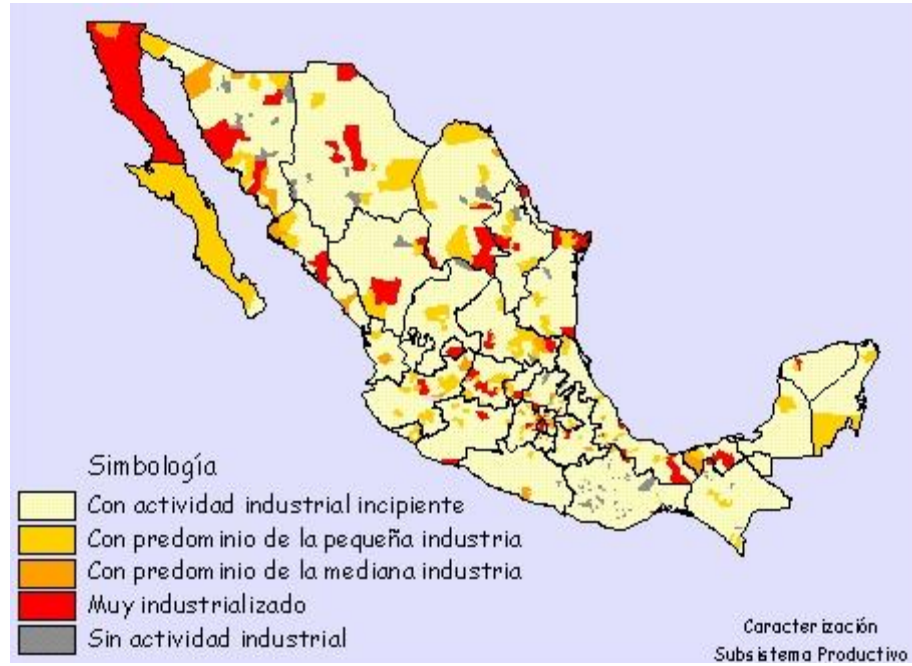 Simbología
Con actividad industrial incipiente
Con predominio de la pequeña industria
Con predominio de la mediana industria
Muy industrializado
Sin actividad industrial
Caracterización
Subsistema Productivo